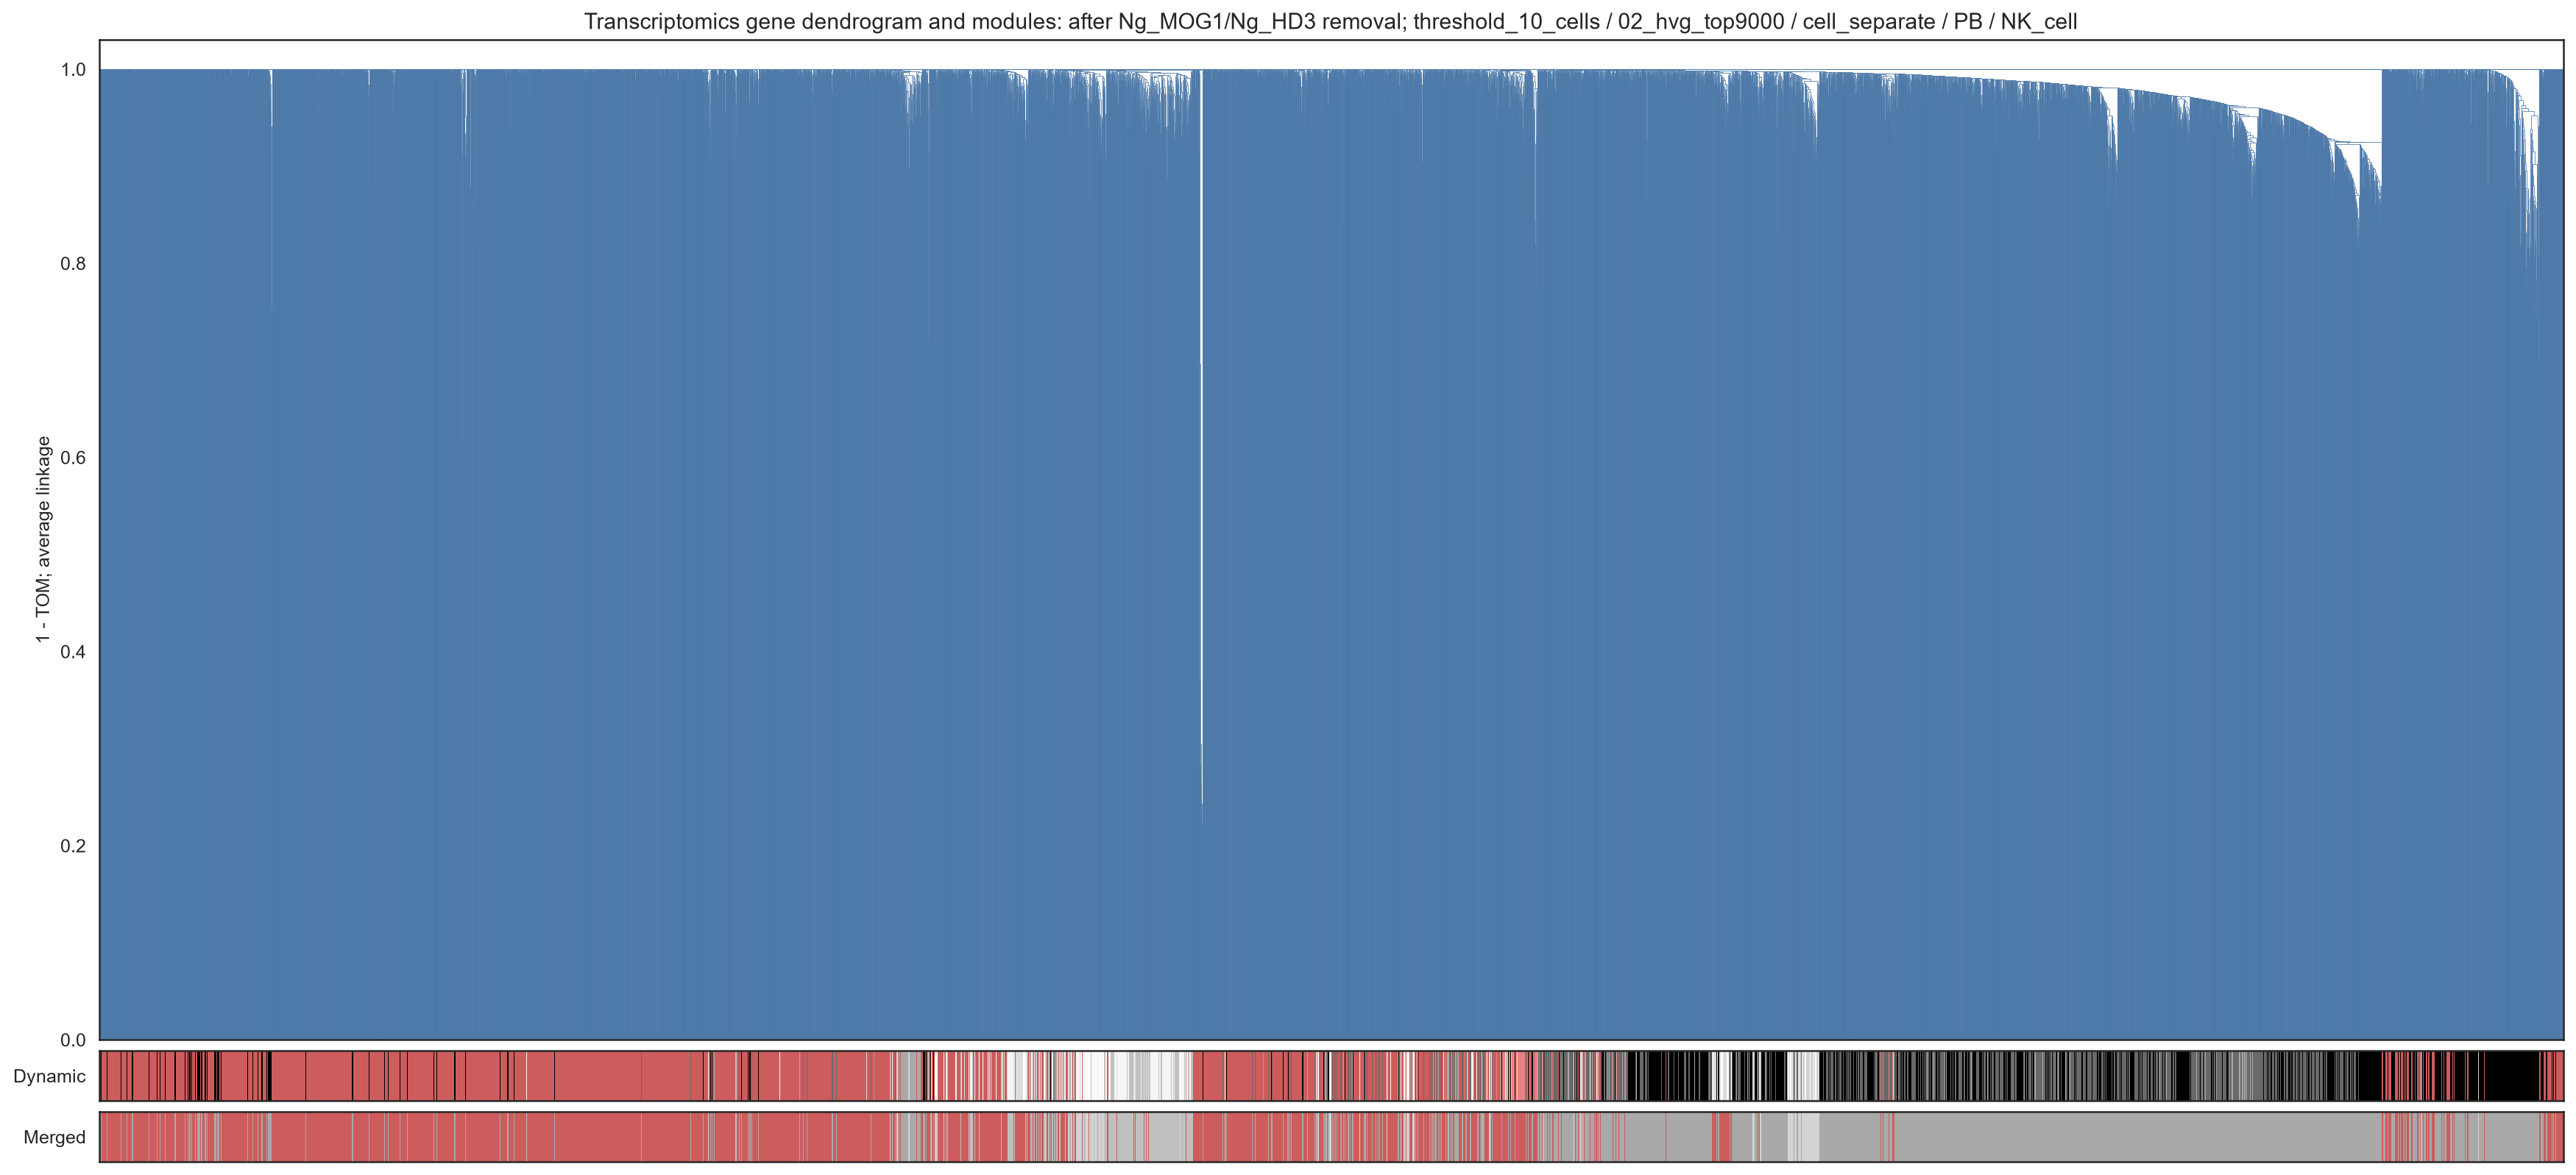 Transcriptomics gene dendrogram and modules: after Ng_MOG1/Ng_HD3 removal; threshold_10_cells / 02_hvg_top9000 / cell_separate / PB / NK_cell
1.0
0.8
0.6
0.4
0.2
0.0
1 - TOM; average linkage
Dynamic
Merged